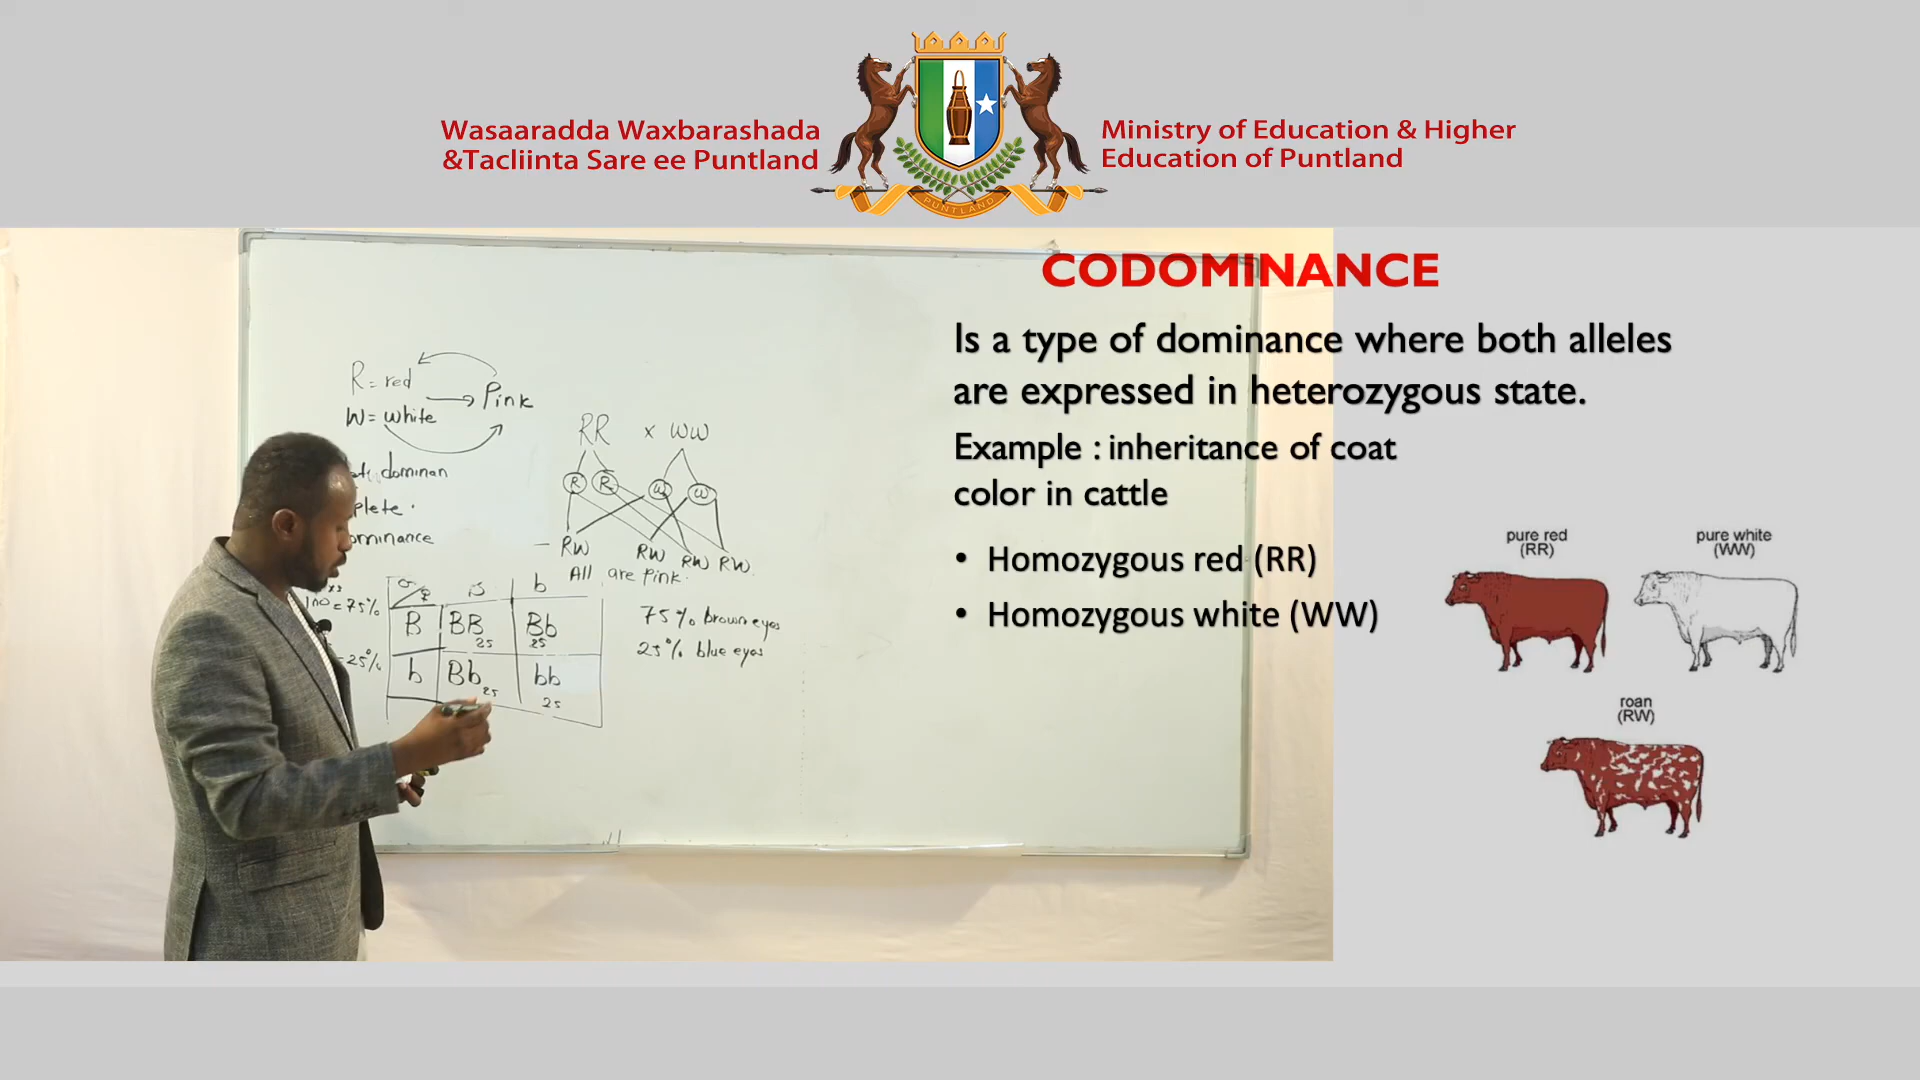 Wasaaradda Waxbarashada
&Tacliinta Sare ee Puntland
PUNTLAND
Ministry of Education & Higher
Education of Puntland
CODOMINANCE
Is a type of dominance where both alleles
are expressed in heterozygous state.
Example : inheritance of coat
color in cattle
• Homozygous red (RR)
• Homozygous white (WW)
pure red
(RR)
pure white
(WW)
roan
(RW)
R = red
Pink
W = white
dominan
plete
ominance
RR x WW
R R W W
RW RW RW RW
All are pink.
= 75%
= 25%
B b
B BB 25 Bb 25
b Bb 25 bb 25
75% brown eyes
25% blue eyes